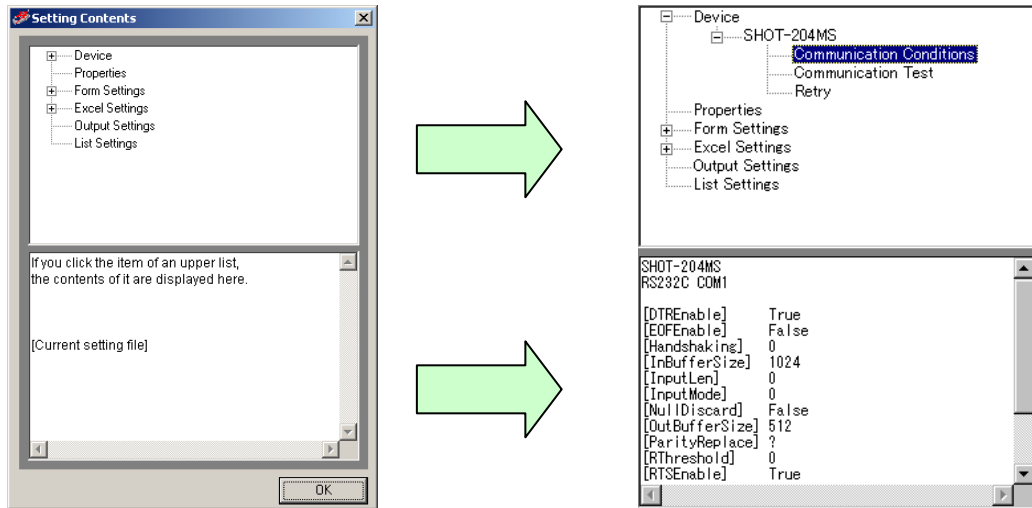 Setting Contents
Device
Properties
Form Settings
Excel Settings
Output Settings
List Settings
If you click the item of an upper list,
the contents of it are displayed here.
[Current setting file]
OK
Device
SHOT-204MS
Communication Conditions
Communication Test
Retry
Properties
Form Settings
Excel Settings
Output Settings
List Settings
SHOT-204MS
RS232C COM1
[DTREnable] True
[EOFEnable] False
[Handshaking] 0
[InBufferSize] 1024
[InputLen] 0
[InputMode] 0
[NullDiscard] False
[OutBufferSize] 512
[ParityReplace] ?
[RThreshold] 0
[RTSEnable] True